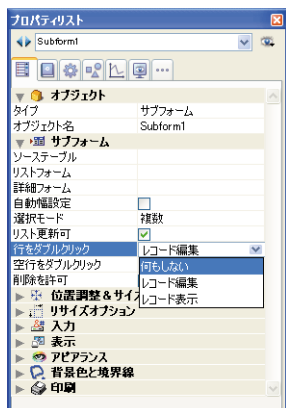 プロパティリスト
Subform1
オブジェクト
タイプ サブフォーム
オブジェクト名 Subform1
サブフォーム
ソーステーブル
リストフォーム
詳細フォーム
自動幅設定
選択モード 複数
リスト更新可
行をダブルクリック レコード編集
空行をダブルクリック 何もしない
レコード編集
削除を許可 レコード表示
位置調整&サイ
リサイズオプション
入力
表示
アピアランス
背景色と境界線
印刷